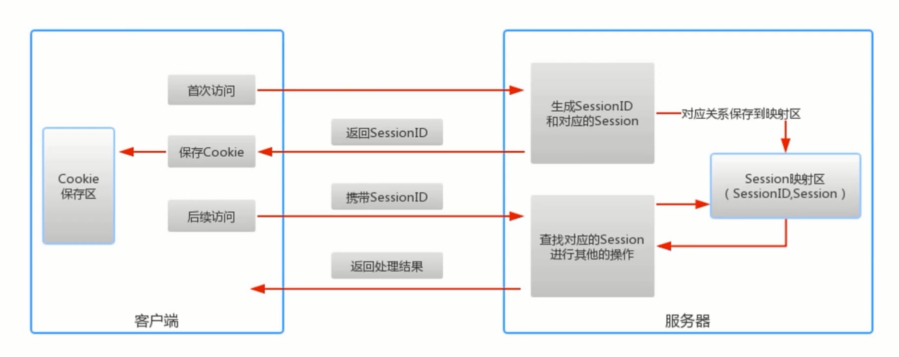 首次访问
生成SessionID
和对应的Session
对应关系保存到映射区
返回SessionID
保存Cookie
Cookie
保存区
Session映射区
（SessionID,Session）
携带SessionID
后续访问
查找对应的Session
进行其他的操作
返回处理结果
客户端
服务器